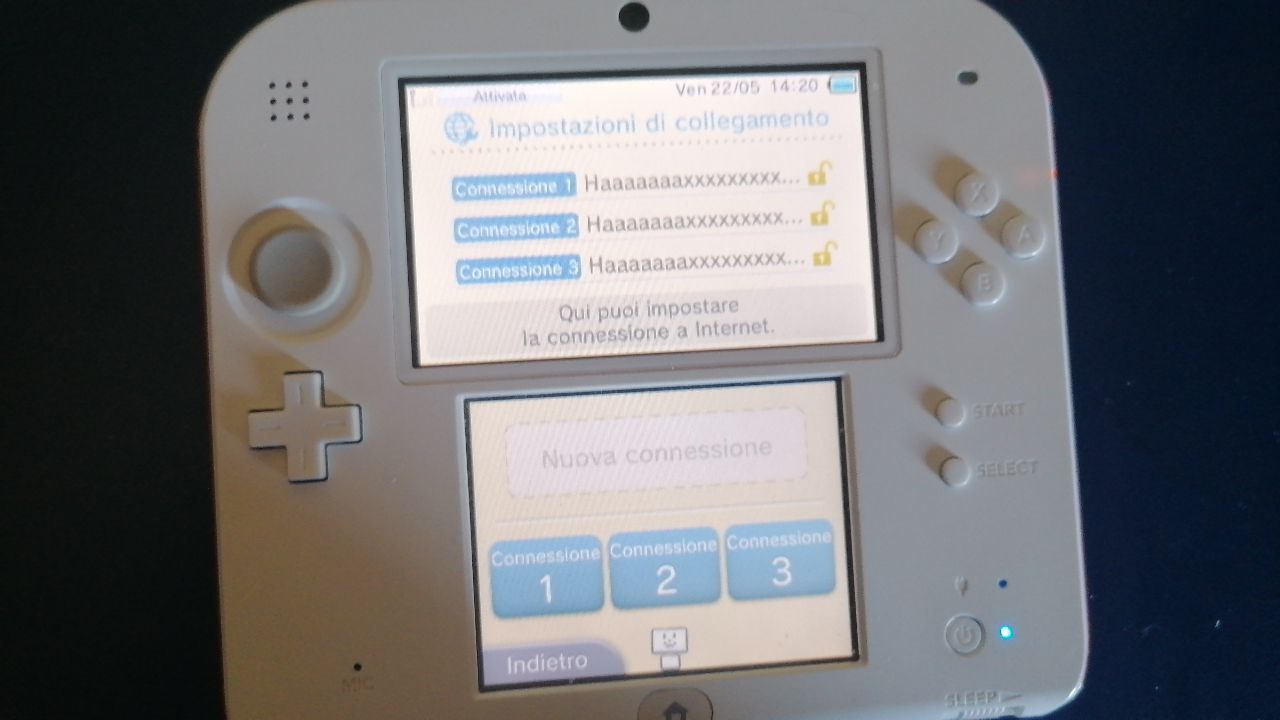 Attivata
Ven 22/05 14:20
Impostazioni di collegamento
Connessione 1 Haaaaaaaxxxxxxxxx...
Connessione 2 Haaaaaaaxxxxxxxxx...
Connessione 3 Haaaaaaaxxxxxxxxx...
Qui puoi impostare
la connessione a Internet.
X
Y
A
B
Nuova connessione
START
SELECT
Connessione 1
Connessione 2
Connessione 3
Indietro
MIC
SLEEP